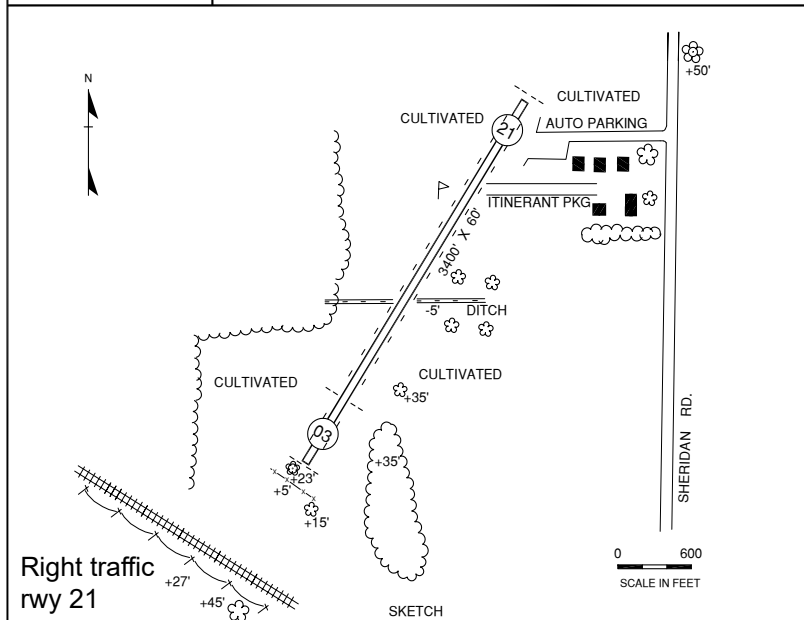 N
+50'
CULTIVATED
CULTIVATED
21
AUTO PARKING
ITINERANT PKG
3400' X 60'
-5'
DITCH
CULTIVATED
CULTIVATED
+35'
SHERIDAN RD.
03
+35'
+23'
+5'
+15'
0 600
SCALE IN FEET
Right traffic
rwy 21
+27'
+45'
SKETCH